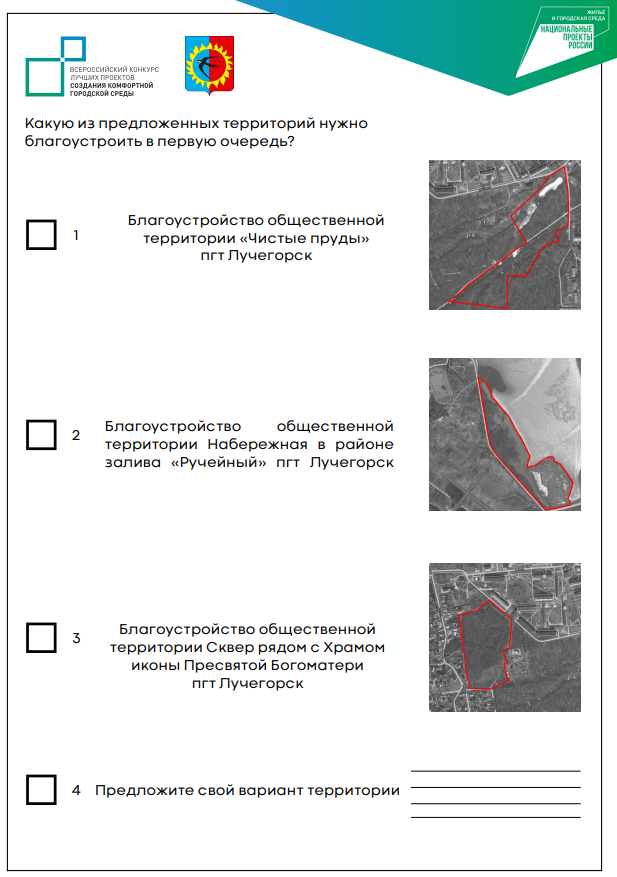 ЖИЛЬЕ
И ГОРОДСКАЯ СРЕДА
НАЦИОНАЛЬНЫЕ
ПРОЕКТЫ
РОССИИ
ВСЕРОССИЙСКИЙ КОНКУРС
ЛУЧШИХ ПРОЕКТОВ
СОЗДАНИЯ КОМФОРТНОЙ
ГОРОДСКОЙ СРЕДЫ
Какую из предложенных территорий нужно
благоустроить в первую очередь?
1
Благоустройство общественной
территории «Чистые пруды»
пгт Лучегорск
2
Благоустройство общественной
территории Набережная в районе
залива «Ручейный» пгт Лучегорск
3
Благоустройство общественной
территории Сквер рядом с Храмом
иконы Пресвятой Богоматери
пгт Лучегорск
4 Предложите свой вариант территории